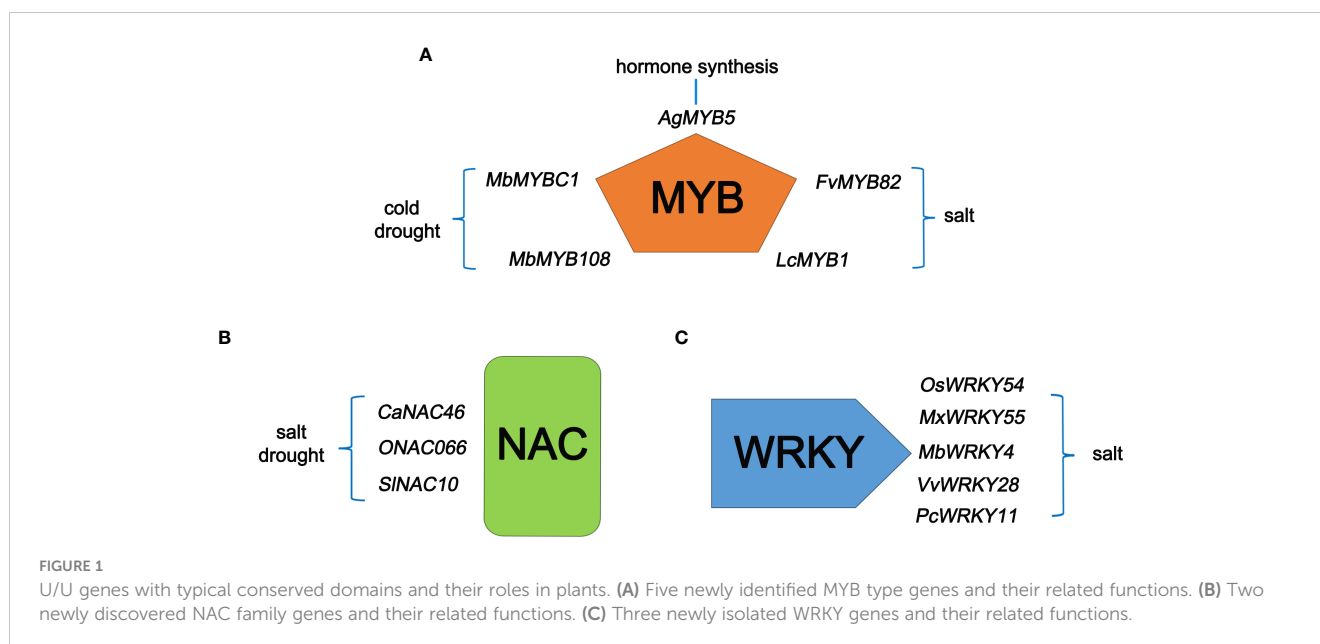 A
hormone synthesis
AgMYB5
MbMYBC1
FvMYB82
MYB
cold
drought
salt
MbMYB108
LcMYB1
B
C
CaNAC46
ONAC066
SlNAC10
salt
drought
NAC
WRKY
OsWRKY54
MxWRKY55
MbWRKY4
VvWRKY28
PcWRKY11
salt
FIGURE 1
U/U genes with typical conserved domains and their roles in plants. (A) Five newly identified MYB type genes and their related functions. (B) Two
newly discovered NAC family genes and their related functions. (C) Three newly isolated WRKY genes and their related functions.